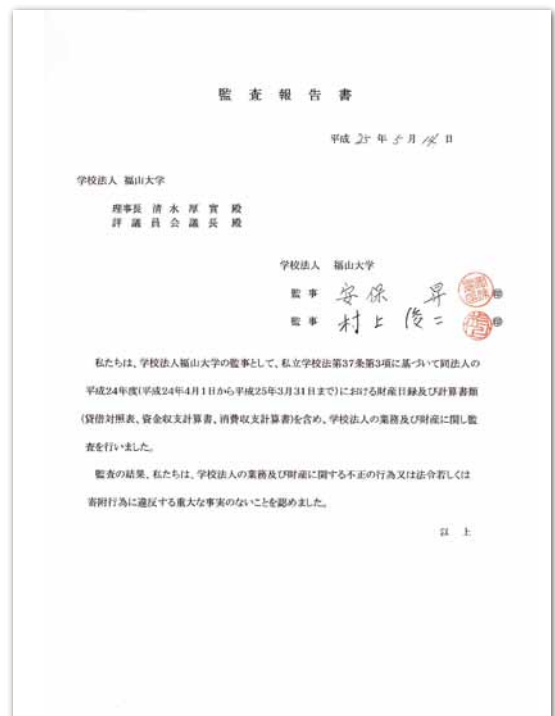 監査報告書
平成 25 年 5 月 14 日
学校法人 福山大学
理事長 清水厚實 殿
評議員会議長 殿
学校法人 福山大学
監事 安保 昇 ㊞
監事 村上俊二 ㊞
私たちは、学校法人福山大学の監事として、私立学校法第37条第3項に基づいて同法人の
平成24年度(平成24年4月1日から平成25年3月31日まで)における財産目録及び計算書類
(貸借対照表、資金収支計算書、消費収支計算書)を含め、学校法人の業務及び財産に関し監
査を行いました。
監査の結果、私たちは、学校法人の業務及び財産に関する不正の行為又は法令若しくは
寄附行為に違反する重大な事実のないことを認めました。
以上